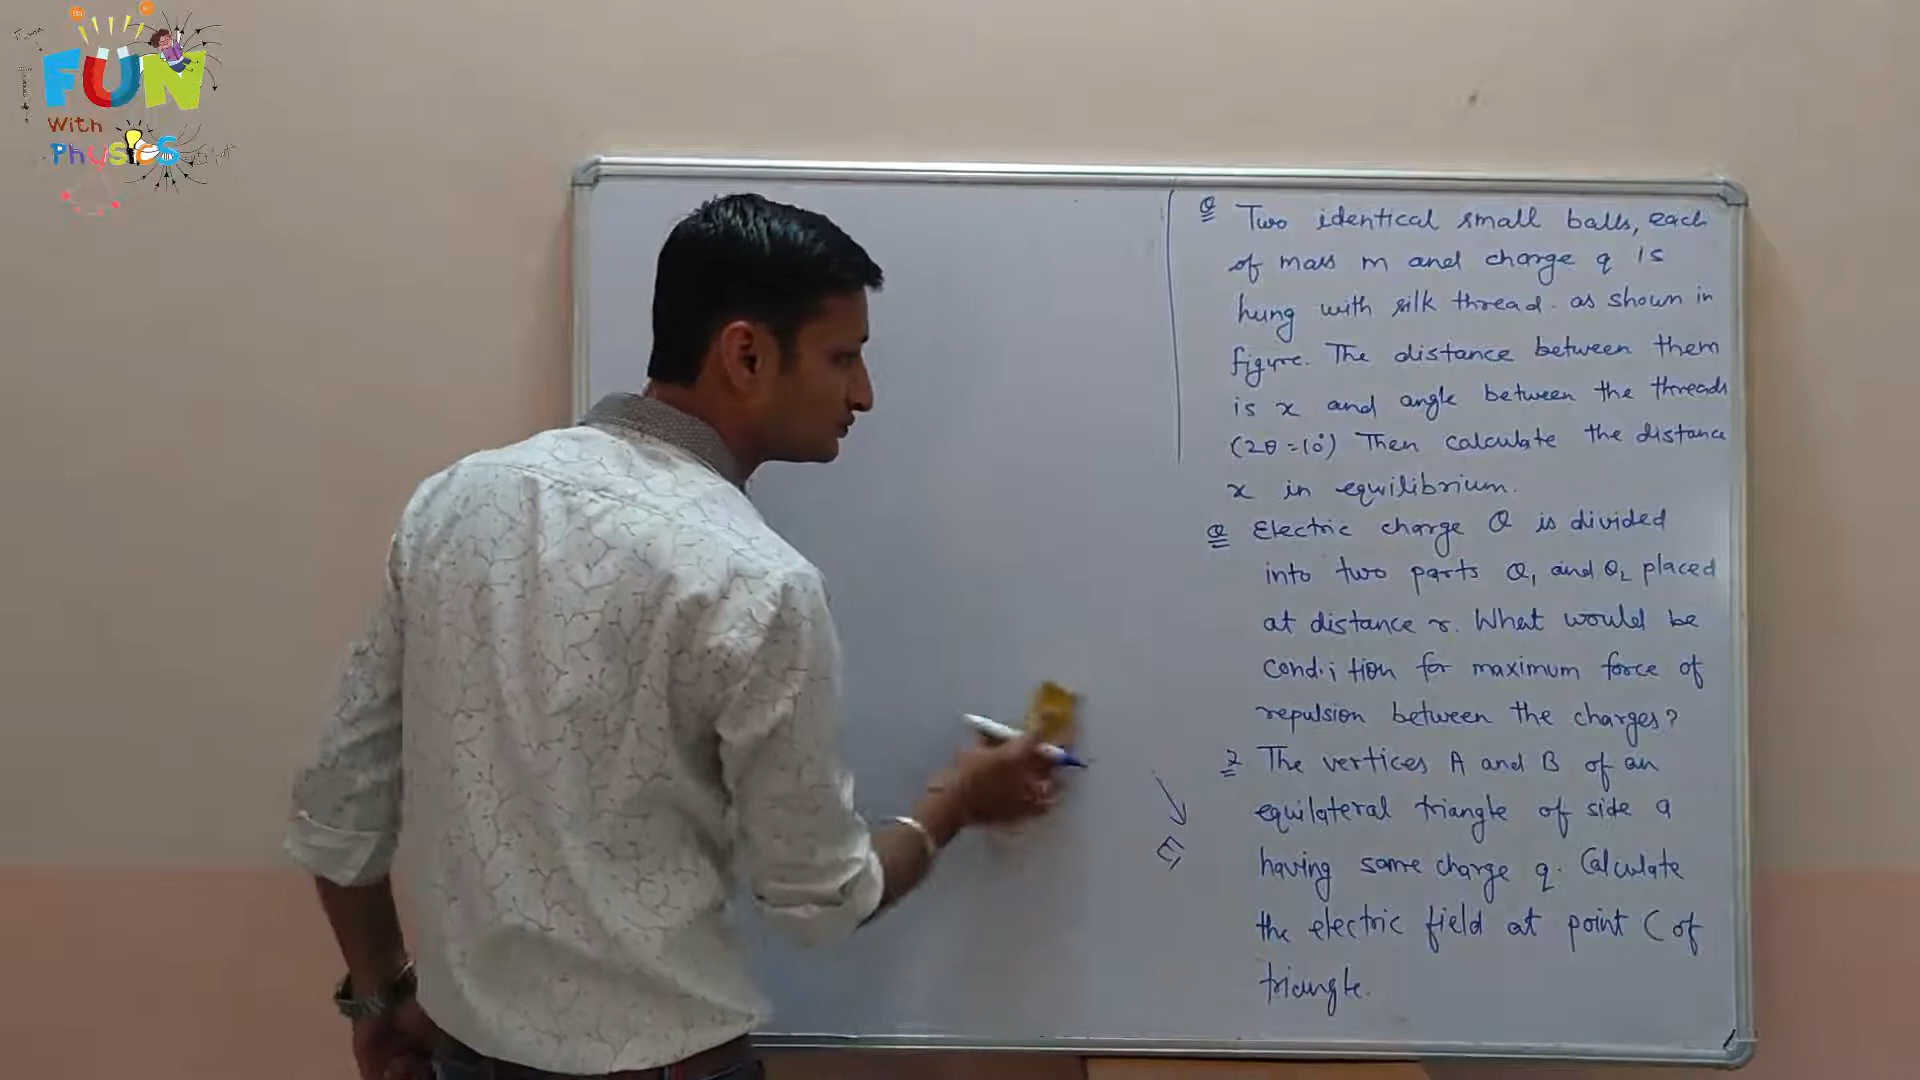 FUN
With
Physics
Q Two identical small balls, each
of mass m and charge q is
hung with silk thread. as shown in
figure. The distance between them
is x and angle between the threads
(2θ = 10°) Then calculate the distance
x in equilibrium.
Q Electric charge Q is divided
into two parts Q₁ and Q₂ placed
at distance r. What would be
condition for maximum force of
repulsion between the charges?
2 The vertices A and B of an
equilateral triangle of side a
having same charge q. Calculate
the electric field at point C of
triangle.